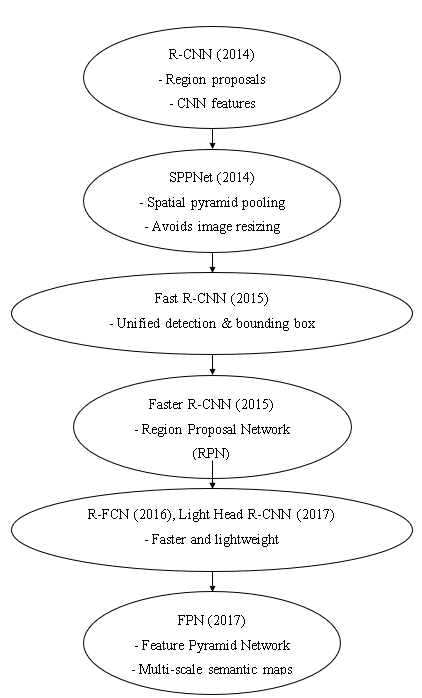 R-CNN (2014)
- Region proposals
- CNN features
SPPNet (2014)
- Spatial pyramid pooling
- Avoids image resizing
Fast R-CNN (2015)
- Unified detection & bounding box
Faster R-CNN (2015)
- Region Proposal Network
(RPN)
R-FCN (2016), Light Head R-CNN (2017)
- Faster and lightweight
FPN (2017)
- Feature Pyramid Network
- Multi-scale semantic maps